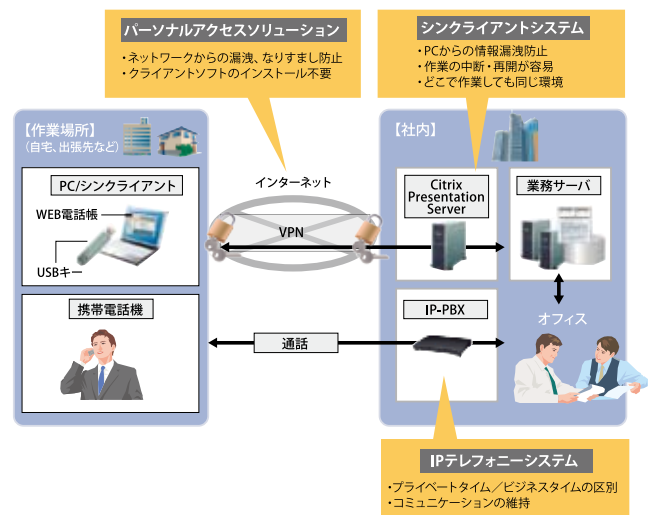 パーソナルアクセスソリューション
・ネットワークからの漏洩、なりすまし防止
・クライアントソフトのインストール不要
シンクライアントシステム
・PCからの情報漏洩防止
・作業の中断・再開が容易
・どこで作業しても同じ環境
【作業場所】
（自宅、出張先など）
PC/シンクライアント
WEB電話帳
USBキー
携帯電話機
インターネット
VPN
通話
【社内】
Citrix
Presentation
Server
業務サーバ
IP-PBX
オフィス
IPテレフォニーシステム
・プライベートタイム／ビジネスタイムの区別
・コミュニケーションの維持